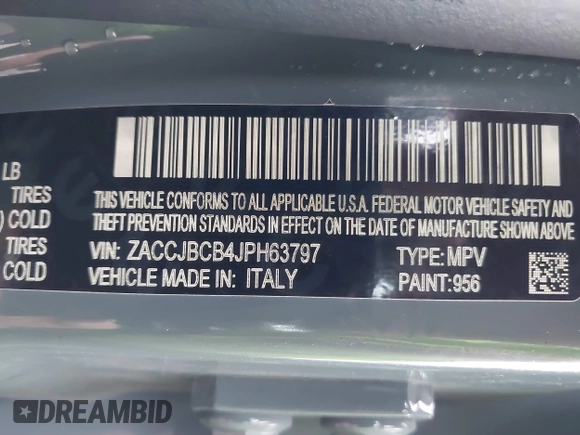 LB
TIRES
) COLD
TIRES
COLD
THIS VEHICLE CONFORMS TO ALL APPLICABLE U.S.A. FEDERAL MOTOR VEHICLE SAFETY AND
THEFT PREVENTION STANDARDS IN EFFECT ON THE DATE OF MANUFACTURE SHOWN ABOVE.
VIN: ZACCJBCB4JPH63797 TYPE: MPV
VEHICLE MADE IN: ITALY PAINT:956
DREAMBID